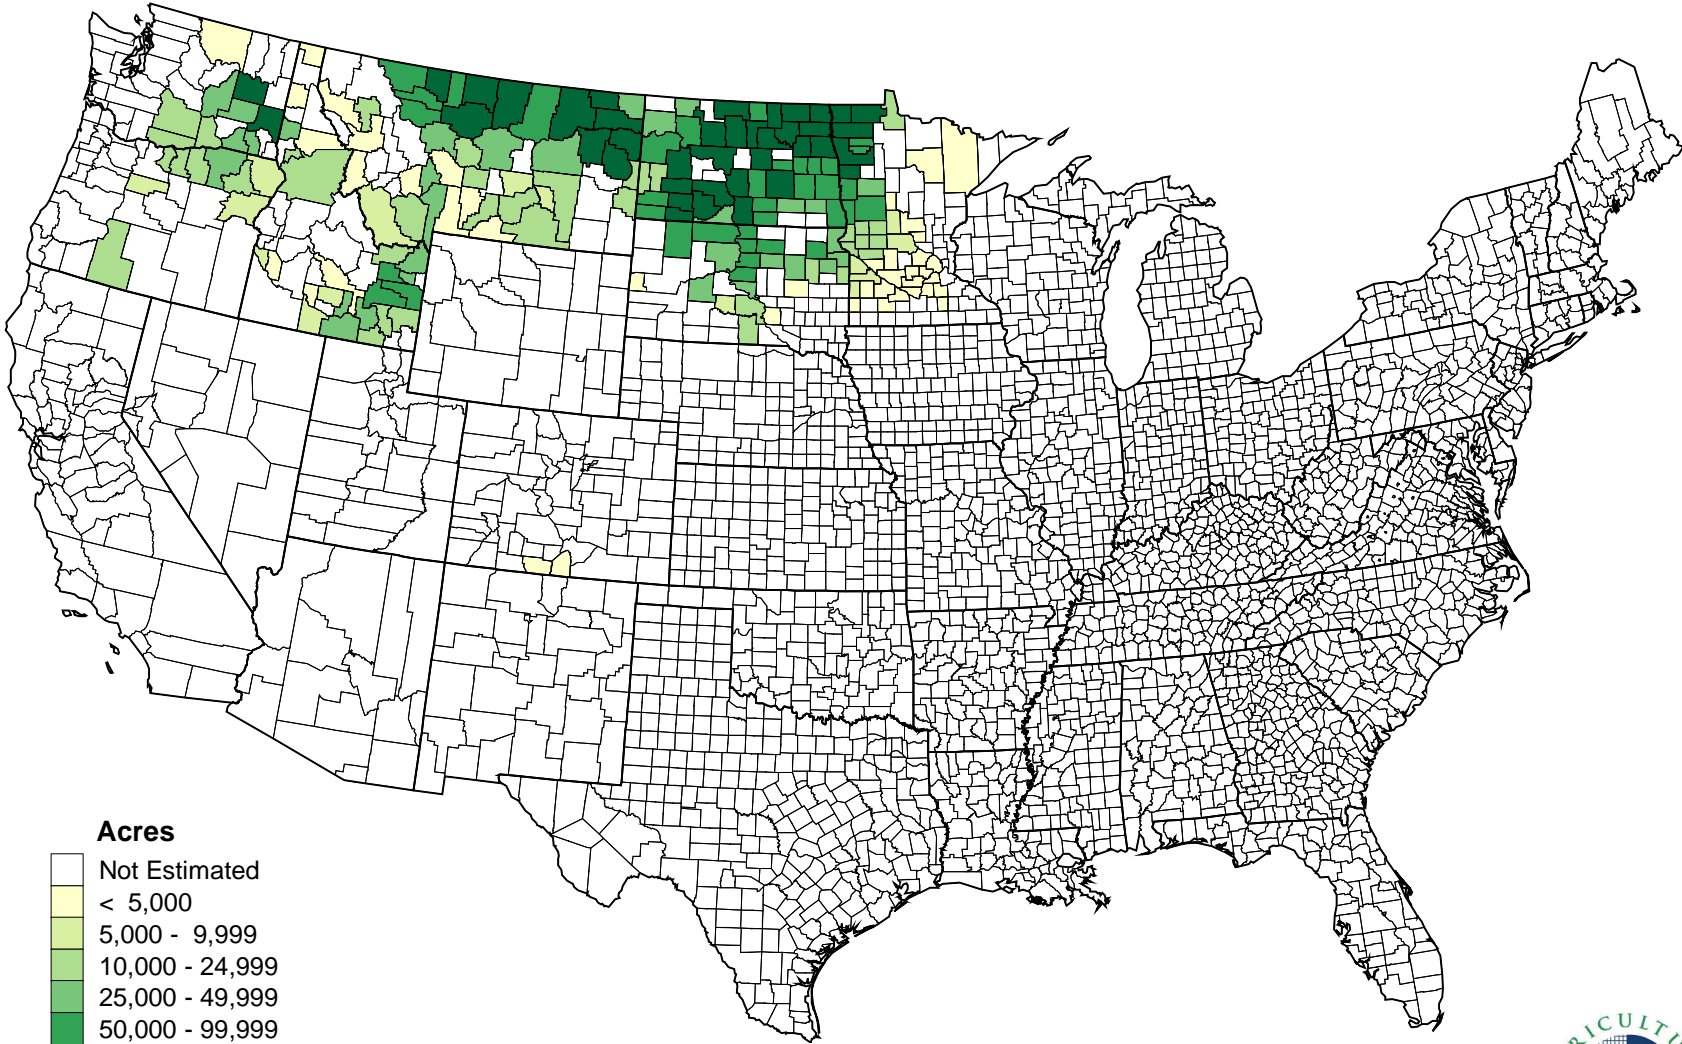 Acres
Not Estimated
< 5,000
5,000 - 9,999
10,000 - 24,999
25,000 - 49,999
50,000 - 99,999
RICULTU